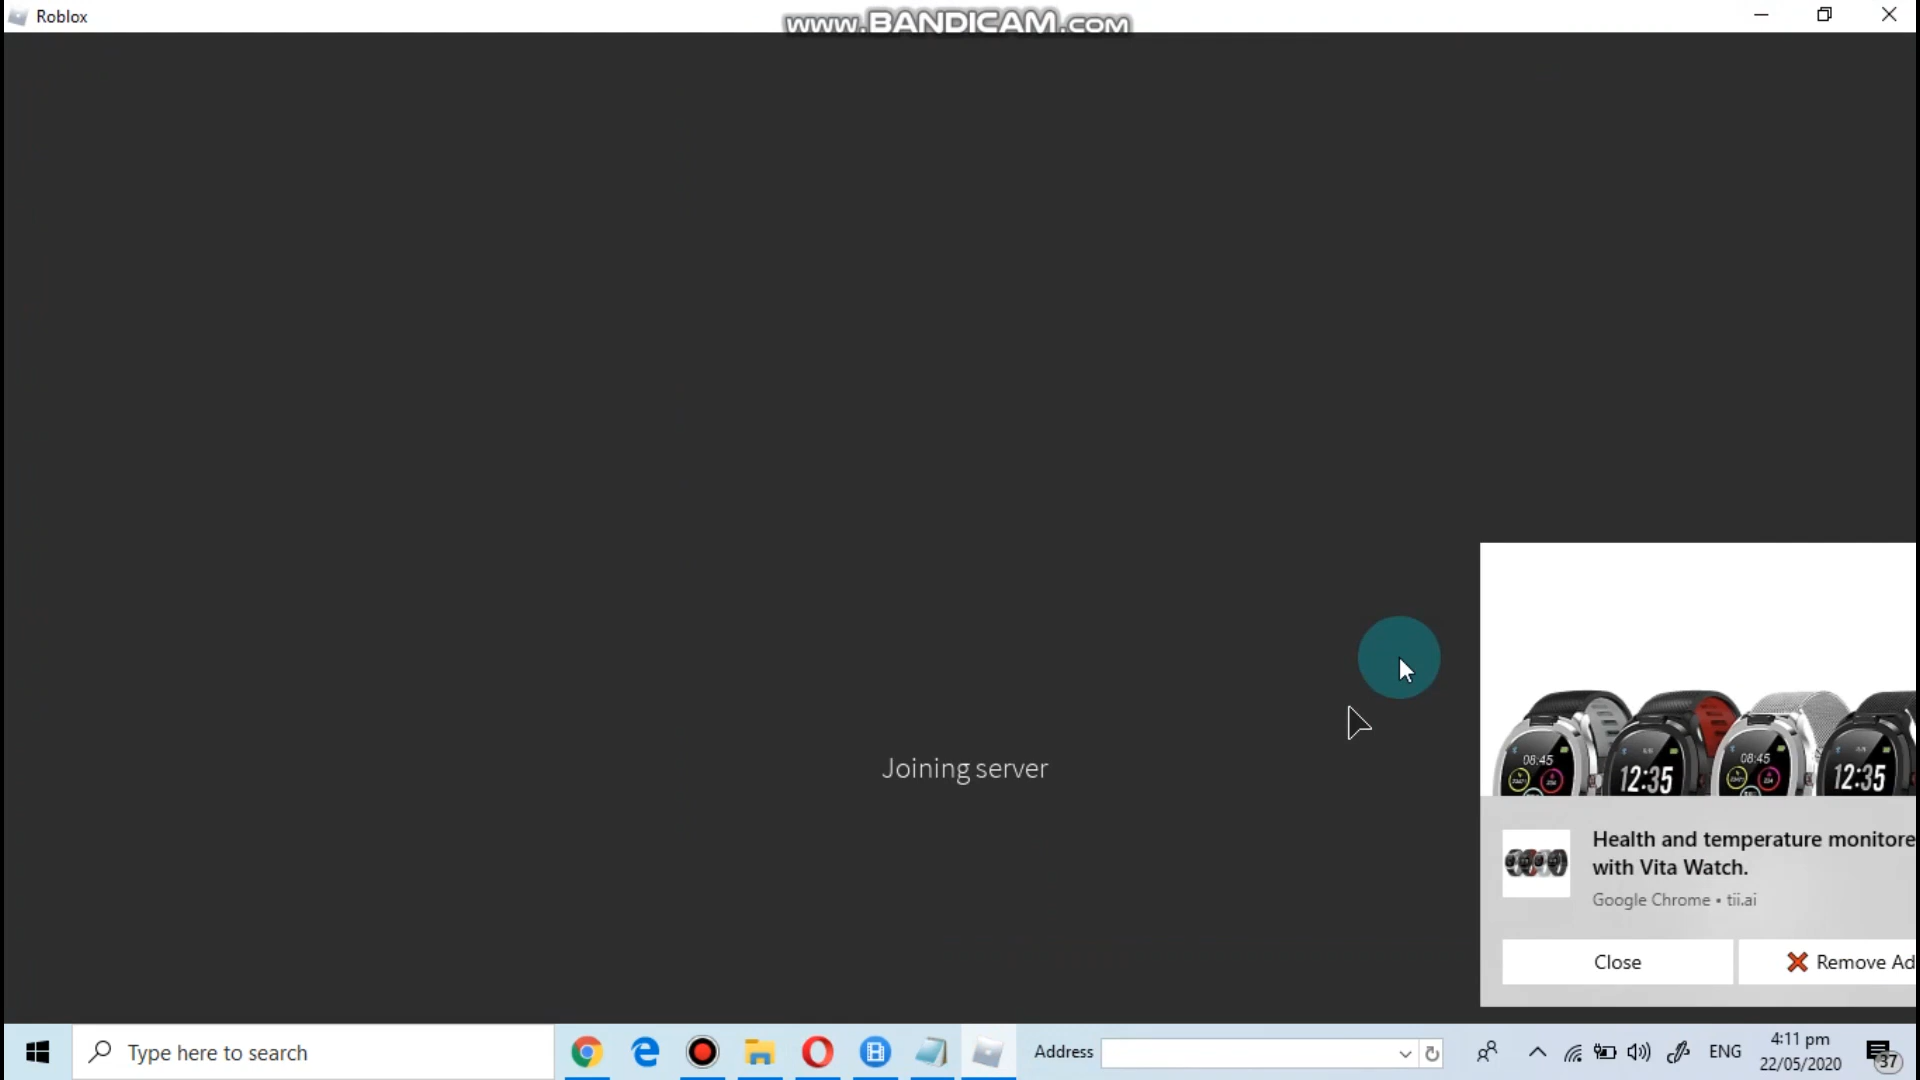 Roblox
www.BANDICAM.com
Joining server
08:45
12:35
08:45
12:35
Health and temperature monitore
with Vita Watch.
Google Chrome • tii.ai
Close
Remove Ad
Type here to search
Address
ENG
4:11 pm
22/05/2020
37